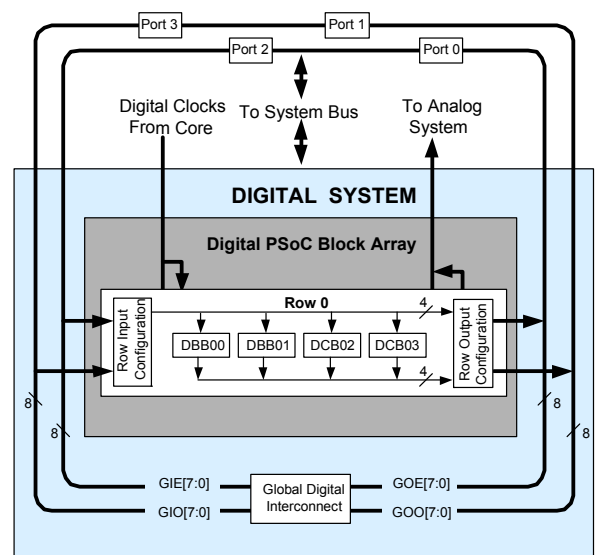 Port 3
Port 1
Port 2
Port 0
Digital Clocks
From Core
To System Bus
To Analog
System
DIGITAL SYSTEM
Digital PSoC Block Array
Row Input
Configuration
Row 0
4
DBB00
DBB01
DCB02
DCB03
4
Row Output
Configuration
8
8
8
8
GIE[7:0]
GIO[7:0]
Global Digital
Interconnect
GOE[7:0]
GOO[7:0]